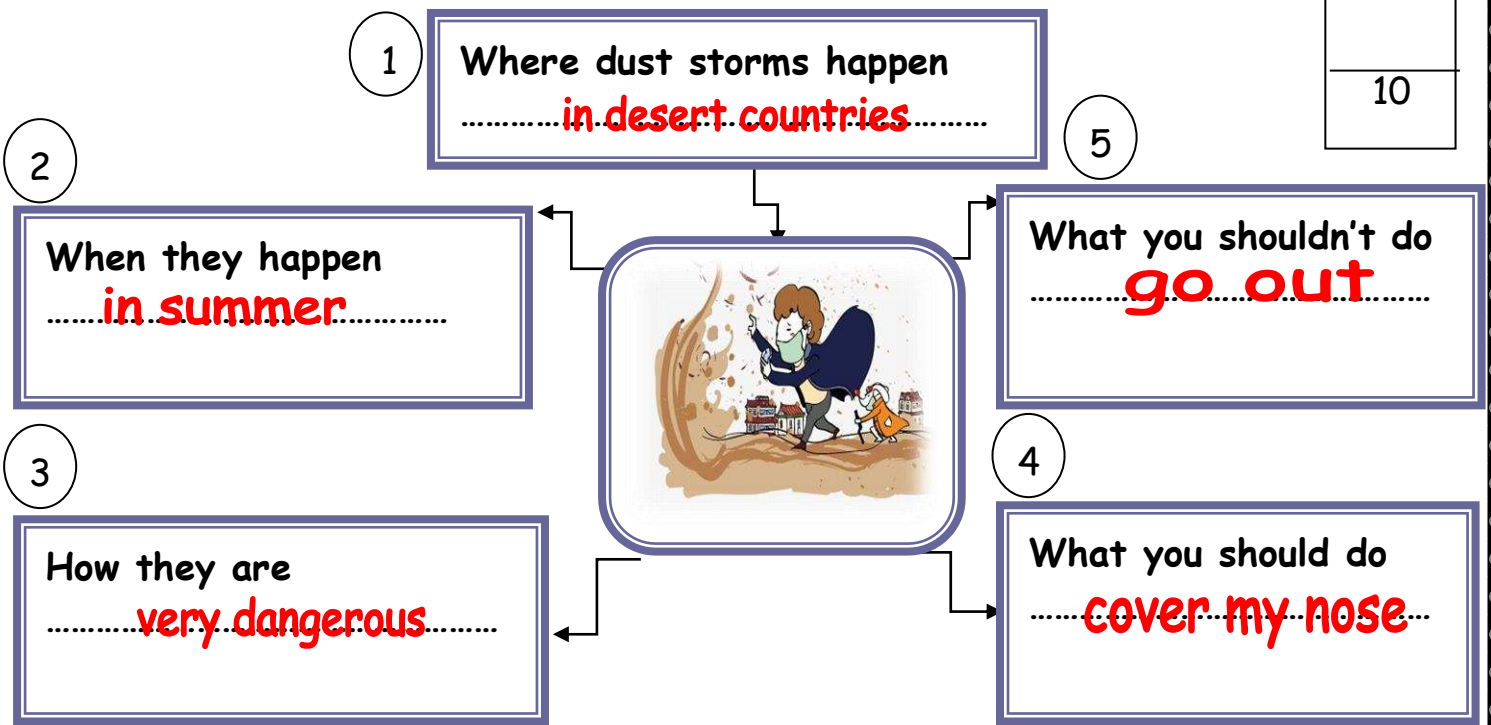 1
Where dust storms happen
in desert countries
10
2
When they happen
in summer
5
What you shouldn't do
go out
3
How they are
very dangerous
4
What you should do
cover my nose